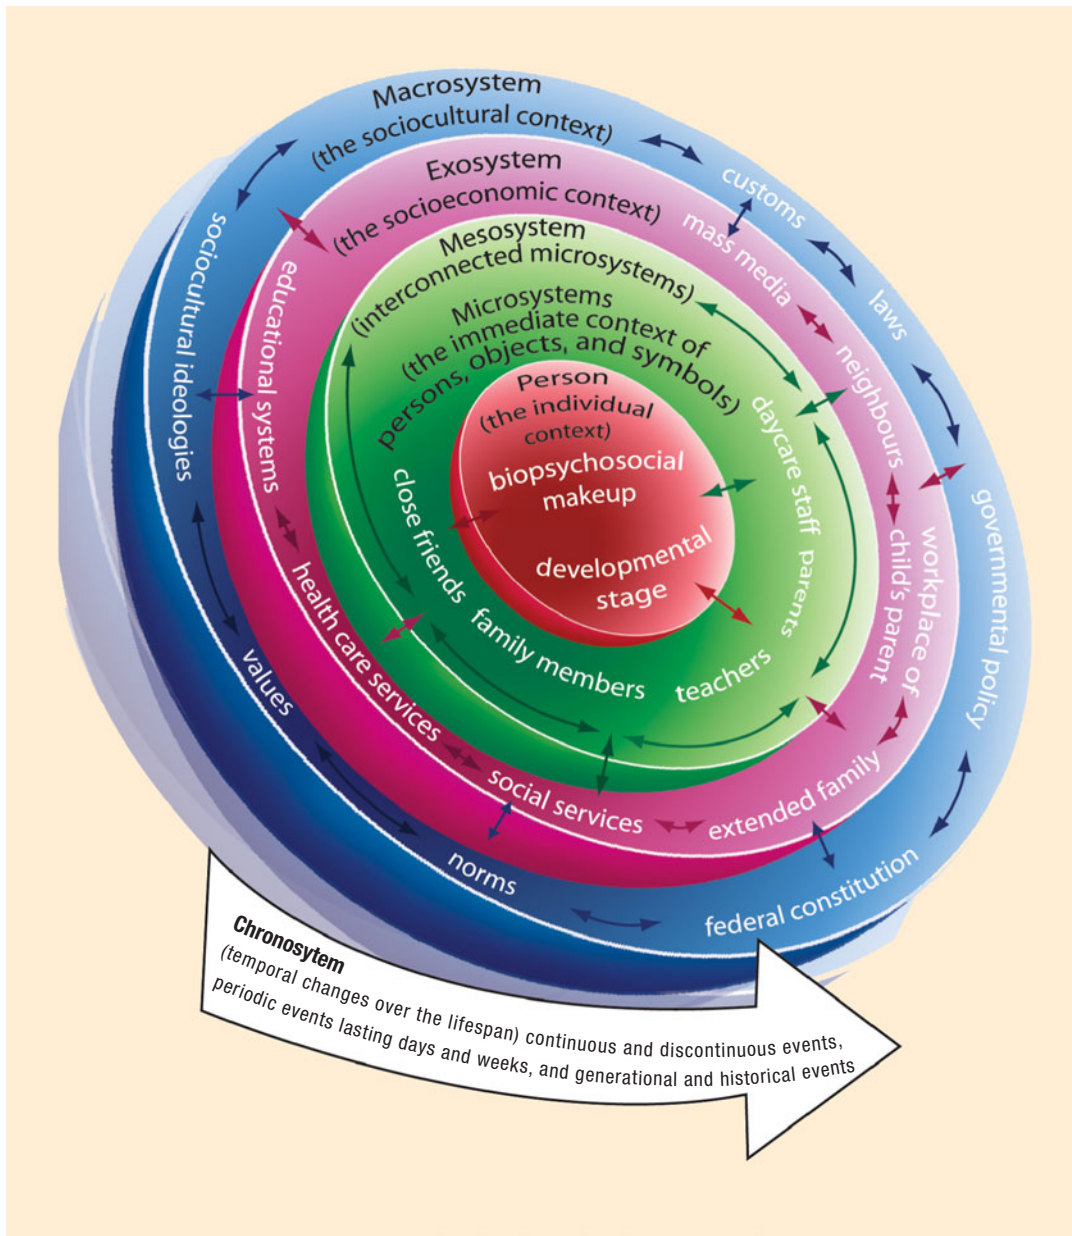 Macrosystem
(the sociocultural context)
customs
laws
governmental policy
federal constitution
norms
values
sociocultural ideologies
Exosystem
(the socioeconomic context)
mass media
neighbours
workplace of
child's parent
extended family
social services
health care services
educational systems
Mesosystem
(interconnected microsystems)
Microsystems
(the immediate context of
persons, objects, and symbols)
daycare staff
parents
teachers
family members
close friends
Person
(the individual
context)
biopsychosocial
makeup
developmental
stage
Chronosytem
(temporal changes over the lifespan) continuous and discontinuous events,
periodic events lasting days and weeks, and generational and historical events